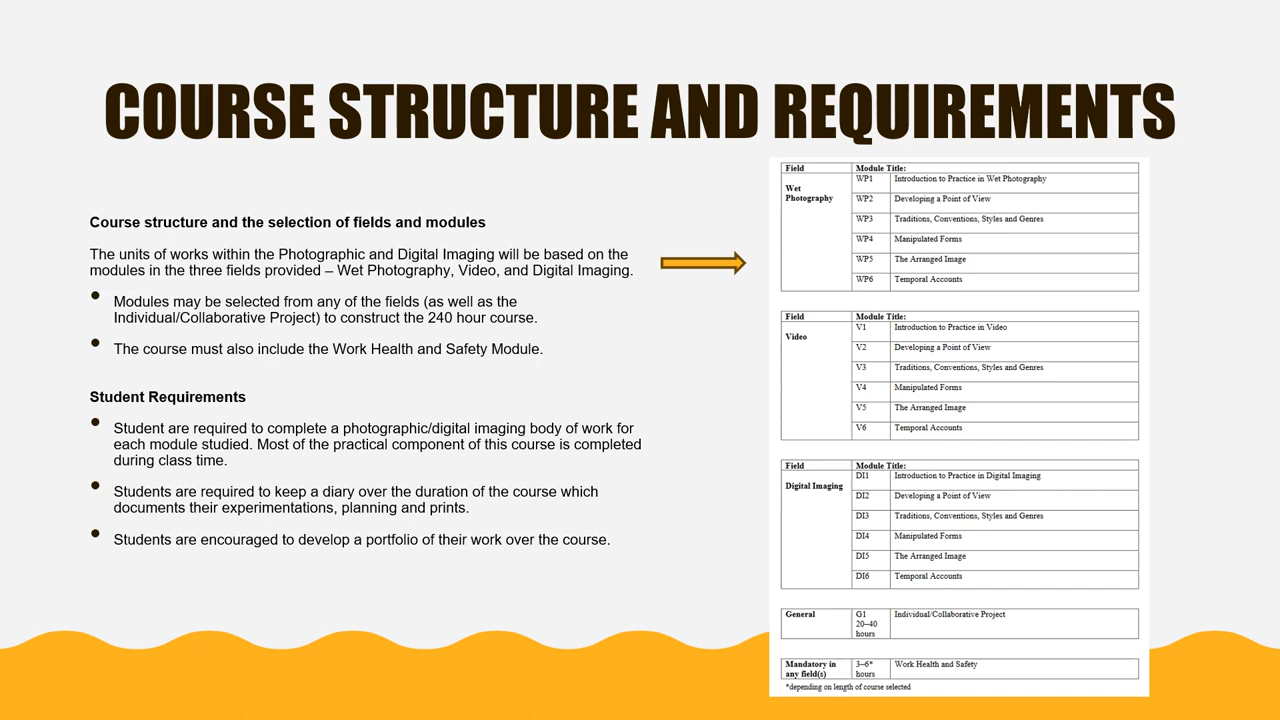 COURSE STRUCTURE AND REQUIREMENTS
Course structure and the selection of fields and modules
The units of works within the Photographic and Digital Imaging will be based on the
modules in the three fields provided – Wet Photography, Video, and Digital Imaging.
• Modules may be selected from any of the fields (as well as the
Individual/Collaborative Project) to construct the 240 hour course.
• The course must also include the Work Health and Safety Module.
Student Requirements
• Student are required to complete a photographic/digital imaging body of work for
each module studied. Most of the practical component of this course is completed
during class time.
• Students are required to keep a diary over the duration of the course which
documents their experimentations, planning and prints.
• Students are encouraged to develop a portfolio of their work over the course.
Field Module Title:
Wet Photography
WP1 Introduction to Practice in Wet Photography
WP2 Developing a Point of View
WP3 Traditions, Conventions, Styles and Genres
WP4 Manipulated Forms
WP5 The Arranged Image
WP6 Temporal Accounts
Field Module Title:
Video
V1 Introduction to Practice in Video
V2 Developing a Point of View
V3 Traditions, Conventions, Styles and Genres
V4 Manipulated Forms
V5 The Arranged Image
V6 Temporal Accounts
Field Module Title:
Digital Imaging
DI1 Introduction to Practice in Digital Imaging
DI2 Developing a Point of View
DI3 Traditions, Conventions, Styles and Genres
DI4 Manipulated Forms
DI5 The Arranged Image
DI6 Temporal Accounts
General G1 Individual/Collaborative Project
20–40
hours
Mandatory in 3–6* Work Health and Safety
any field(s) hours
*depending on length of course selected